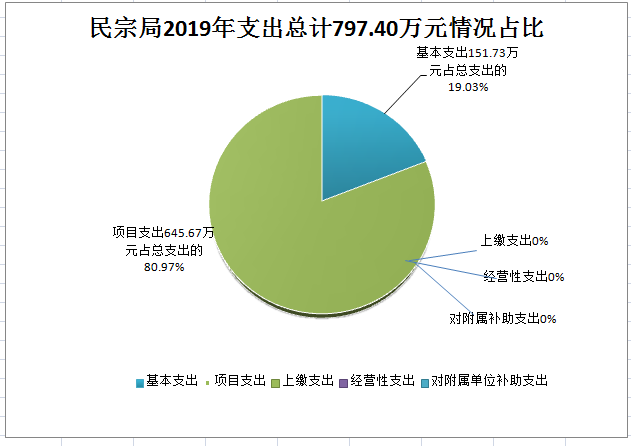 民宗局2019年支出总计797.40万元情况占比
基本支出151.73万
元占总支出的
19.03%
项目支出645.67万
元占总支出的
80.97%
上缴支出0%
经营性支出0%
对附属补助支出0%
基本支出 项目支出 上缴支出 经营性支出 对附属单位补助支出